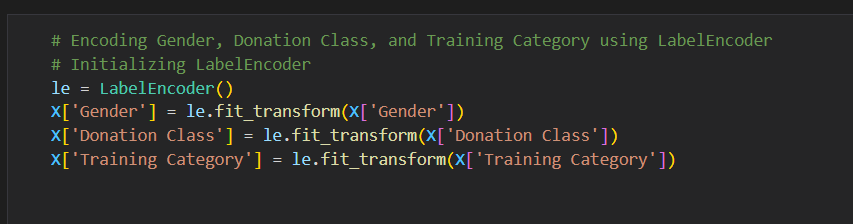 # Encoding Gender, Donation Class, and Training Category using LabelEncoder
# Initializing LabelEncoder
le = LabelEncoder()
X['Gender'] = le.fit_transform(X['Gender'])
X['Donation Class'] = le.fit_transform(X['Donation Class'])
X['Training Category'] = le.fit_transform(X['Training Category'])